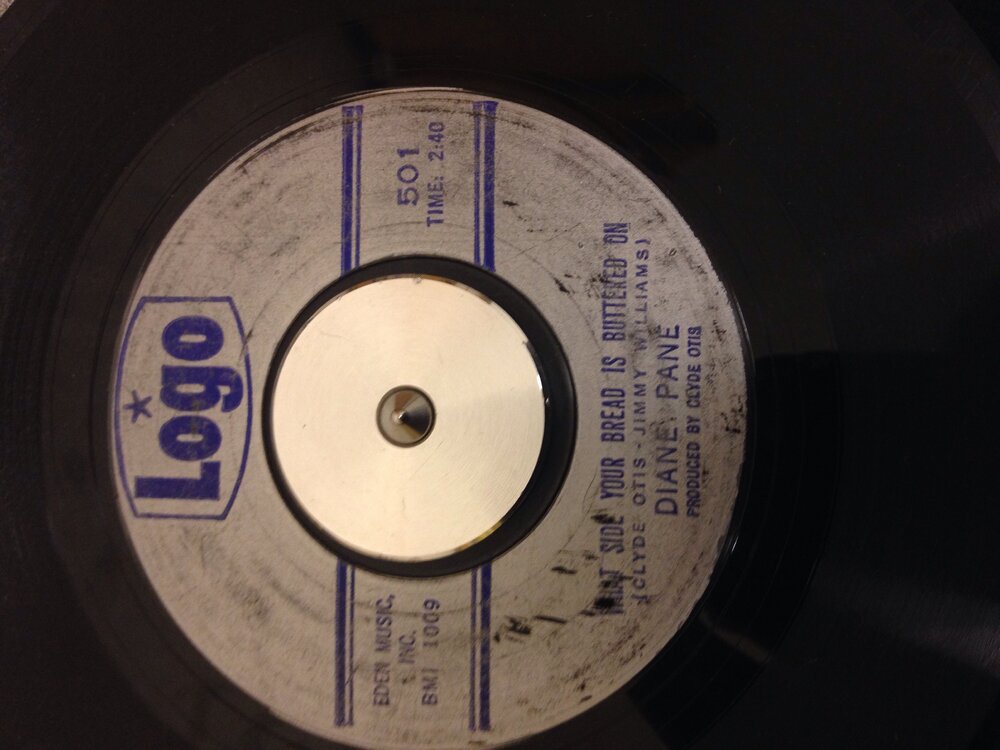 ★
Logo
EDEN MUSIC,
INC.
BMI 1009
501
TIME: 2:40
WHAT SIDE YOUR BREAD IS BUTTERED ON
(CLYDE OTIS - JIMMY WILLIAMS)
DIANE PANE
PRODUCED BY CLYDE OTIS